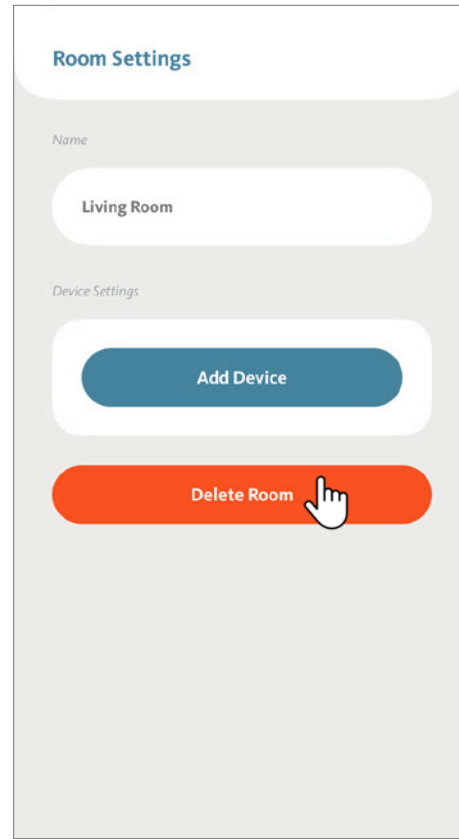 Room Settings
Name
Living Room
Device Settings
Add Device
Delete Room